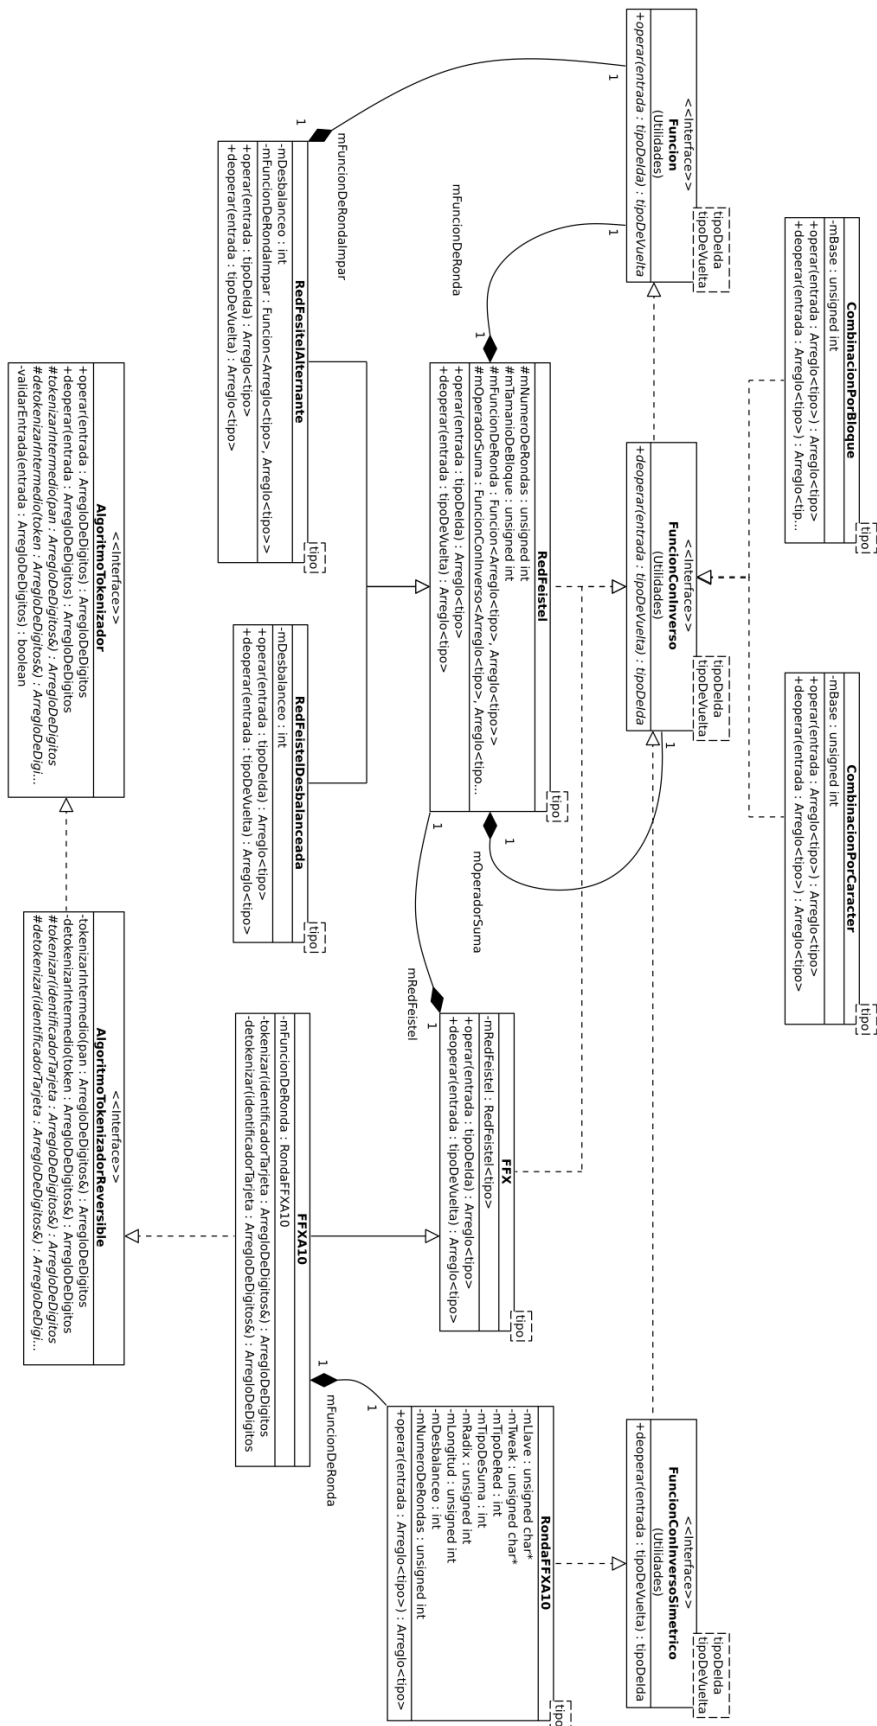 tipo
CombinacionPorBloque
-mBase : unsigned int
+operar(entrada : Arreglo<tipo>) : Arreglo<tipo>
+deoperar(entrada : Arreglo<tipo>) : Arreglo<tip...
tipo
CombinacionPorCaracter
-mBase : unsigned int
+operar(entrada : Arreglo<tipo>) : Arreglo<tipo>
+deoperar(entrada : Arreglo<tipo>) : Arreglo<tipo>
tipoDeIda
tipoDeVuelta
<<Interface>>
Funcion
(Utilidades)
+operar(entrada : tipoDeIda) : tipoDeVuelta
tipoDeIda
tipoDeVuelta
<<Interface>>
FuncionConInverso
(Utilidades)
+deoperar(entrada : tipoDeVuelta) : tipoDeIda
tipoDeIda
tipoDeVuelta
<<Interface>>
FuncionConInversoSimetrico
(Utilidades)
+deoperar(entrada : tipoDeVuelta) : tipoDeIda
1
1
1
mFuncionDeRonda
1
1
mOperadorSuma
tipo
RedFeistel
#mNumeroDeRondas : unsigned int
#mTamanioDeBloque : unsigned int
#mFuncionDeRonda : Funcion<Arreglo<tipo>, Arreglo<tipo>>
#mOperadorSuma : FuncionConInverso<Arreglo<tipo>, Arreglo<tipo...
+operar(entrada : tipoDeIda) : Arreglo<tipo>
+deoperar(entrada : tipoDeVuelta) : Arreglo<tipo>
tipo
FFX
-mRedFeistel : RedFeistel<tipo>
+operar(entrada : tipoDeIda) : Arreglo<tipo>
+deoperar(entrada : tipoDeVuelta) : Arreglo<tipo>
tipo
RondaFFXA10
-mLlave : unsigned char*
-mTweak : unsigned char*
-mTipoDeRed : int
-mTipoDeSuma : int
-mRadix : unsigned int
-mLongitud : unsigned int
-mDesbalanceo : int
-mNumeroDeRondas : unsigned int
+operar(entrada : Arreglo<tipo>) : Arreglo<tipo>
1
1
mRedFeistel
mFuncionDeRondaImpar
1
1
1
mFuncionDeRonda
tipo
RedFesitelAlternante
-mDesbalanceo : int
-mFuncionDeRondaImpar : Funcion<Arreglo<tipo>, Arreglo<tipo>>
+operar(entrada : tipoDeIda) : Arreglo<tipo>
+deoperar(entrada : tipoDeVuelta) : Arreglo<tipo>
tipo
RedFeistelDesbalanceada
-mDesbalanceo : int
+operar(entrada : tipoDeIda) : Arreglo<tipo>
+deoperar(entrada : tipoDeVuelta) : Arreglo<tipo>
FFXA10
-mFuncionDeRonda : RondaFFXA10
-tokenizar(identificadorTarjeta : ArregloDeDigitos&) : ArregloDeDigitos
-detokenizar(identificadorTarjeta : ArregloDeDigitos&) : ArregloDeDigitos
<<Interface>>
AlgoritmoTokenizador
+operar(entrada : ArregloDeDigitos) : ArregloDeDigitos
+deoperar(entrada : ArregloDeDigitos) : ArregloDeDigitos
#tokenizarIntermedio(pan : ArregloDeDigitos&) : ArregloDeDigitos
#detokenizarIntermedio(token : ArregloDeDigitos&) : ArregloDeDigi...
-validarEntrada(entrada : ArregloDeDigitos) : boolean
<<Interface>>
AlgoritmoTokenizadorReversible
-tokenizarIntermedio(pan : ArregloDeDigitos&) : ArregloDeDigitos
-detokenizarIntermedio(token : ArregloDeDigitos&) : ArregloDeDigitos
#tokenizar(identificadorTarjeta : ArregloDeDigitos&) : ArregloDeDigitos
#detokenizar(identificadorTarjeta : ArregloDeDigitos&) : ArregloDeDigi...